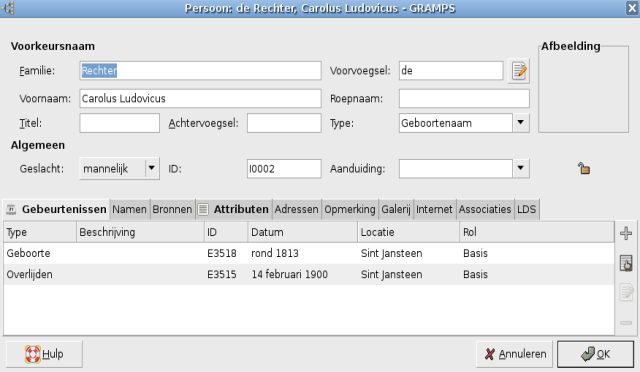 Persoon: de Rechter, Carolus Ludovicus - GRAMPS
Voorkeursnaam
Afbeelding
Familie: Rechter Voorvoegsel: de
Voornaam: Carolus Ludovicus Roepnaam:
Titel: Achtervoegsel: Type: Geboortenaam
Algemeen
Geslacht: mannelijk ID: I0002 Aanduiding:
Gebeurtenissen Namen Bronnen Attributen Adressen Opmerking Galerij Internet Associaties LDS
Type Beschrijving ID Datum Locatie Rol
Geboorte E3518 rond 1813 Sint Jansteen Basis
Overlijden E3515 14 februari 1900 Sint Jansteen Basis
Hulp Annuleren OK